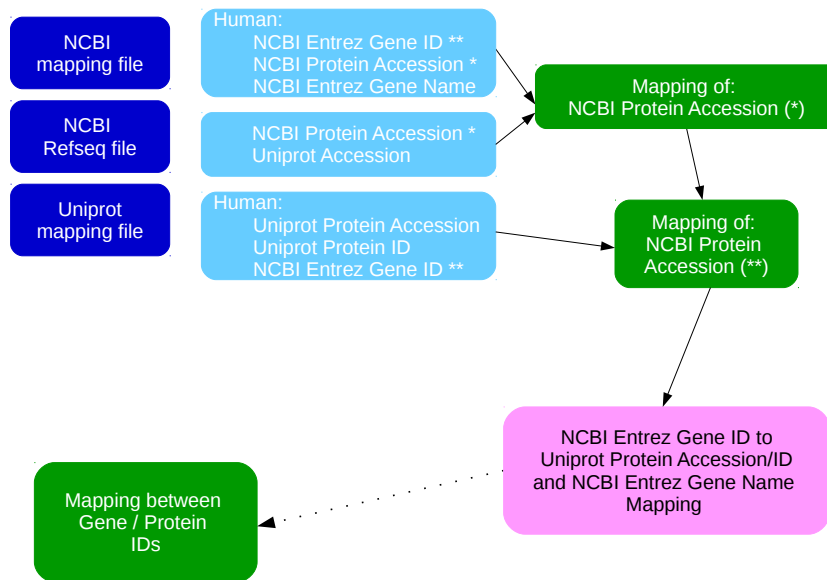 NCBI
mapping file
Human:
NCBI Entrez Gene ID **
NCBI Protein Accession *
NCBI Entrez Gene Name
Mapping of:
NCBI Protein Accession (*)
NCBI
Refseq file
NCBI Protein Accession *
Uniprot Accession
Uniprot
mapping file
Human:
Uniprot Protein Accession
Uniprot Protein ID
NCBI Entrez Gene ID **
Mapping of:
NCBI Protein
Accession (**)
NCBI Entrez Gene ID to
Uniprot Protein Accession/ID
and NCBI Entrez Gene Name
Mapping
Mapping between
Gene / Protein
IDs